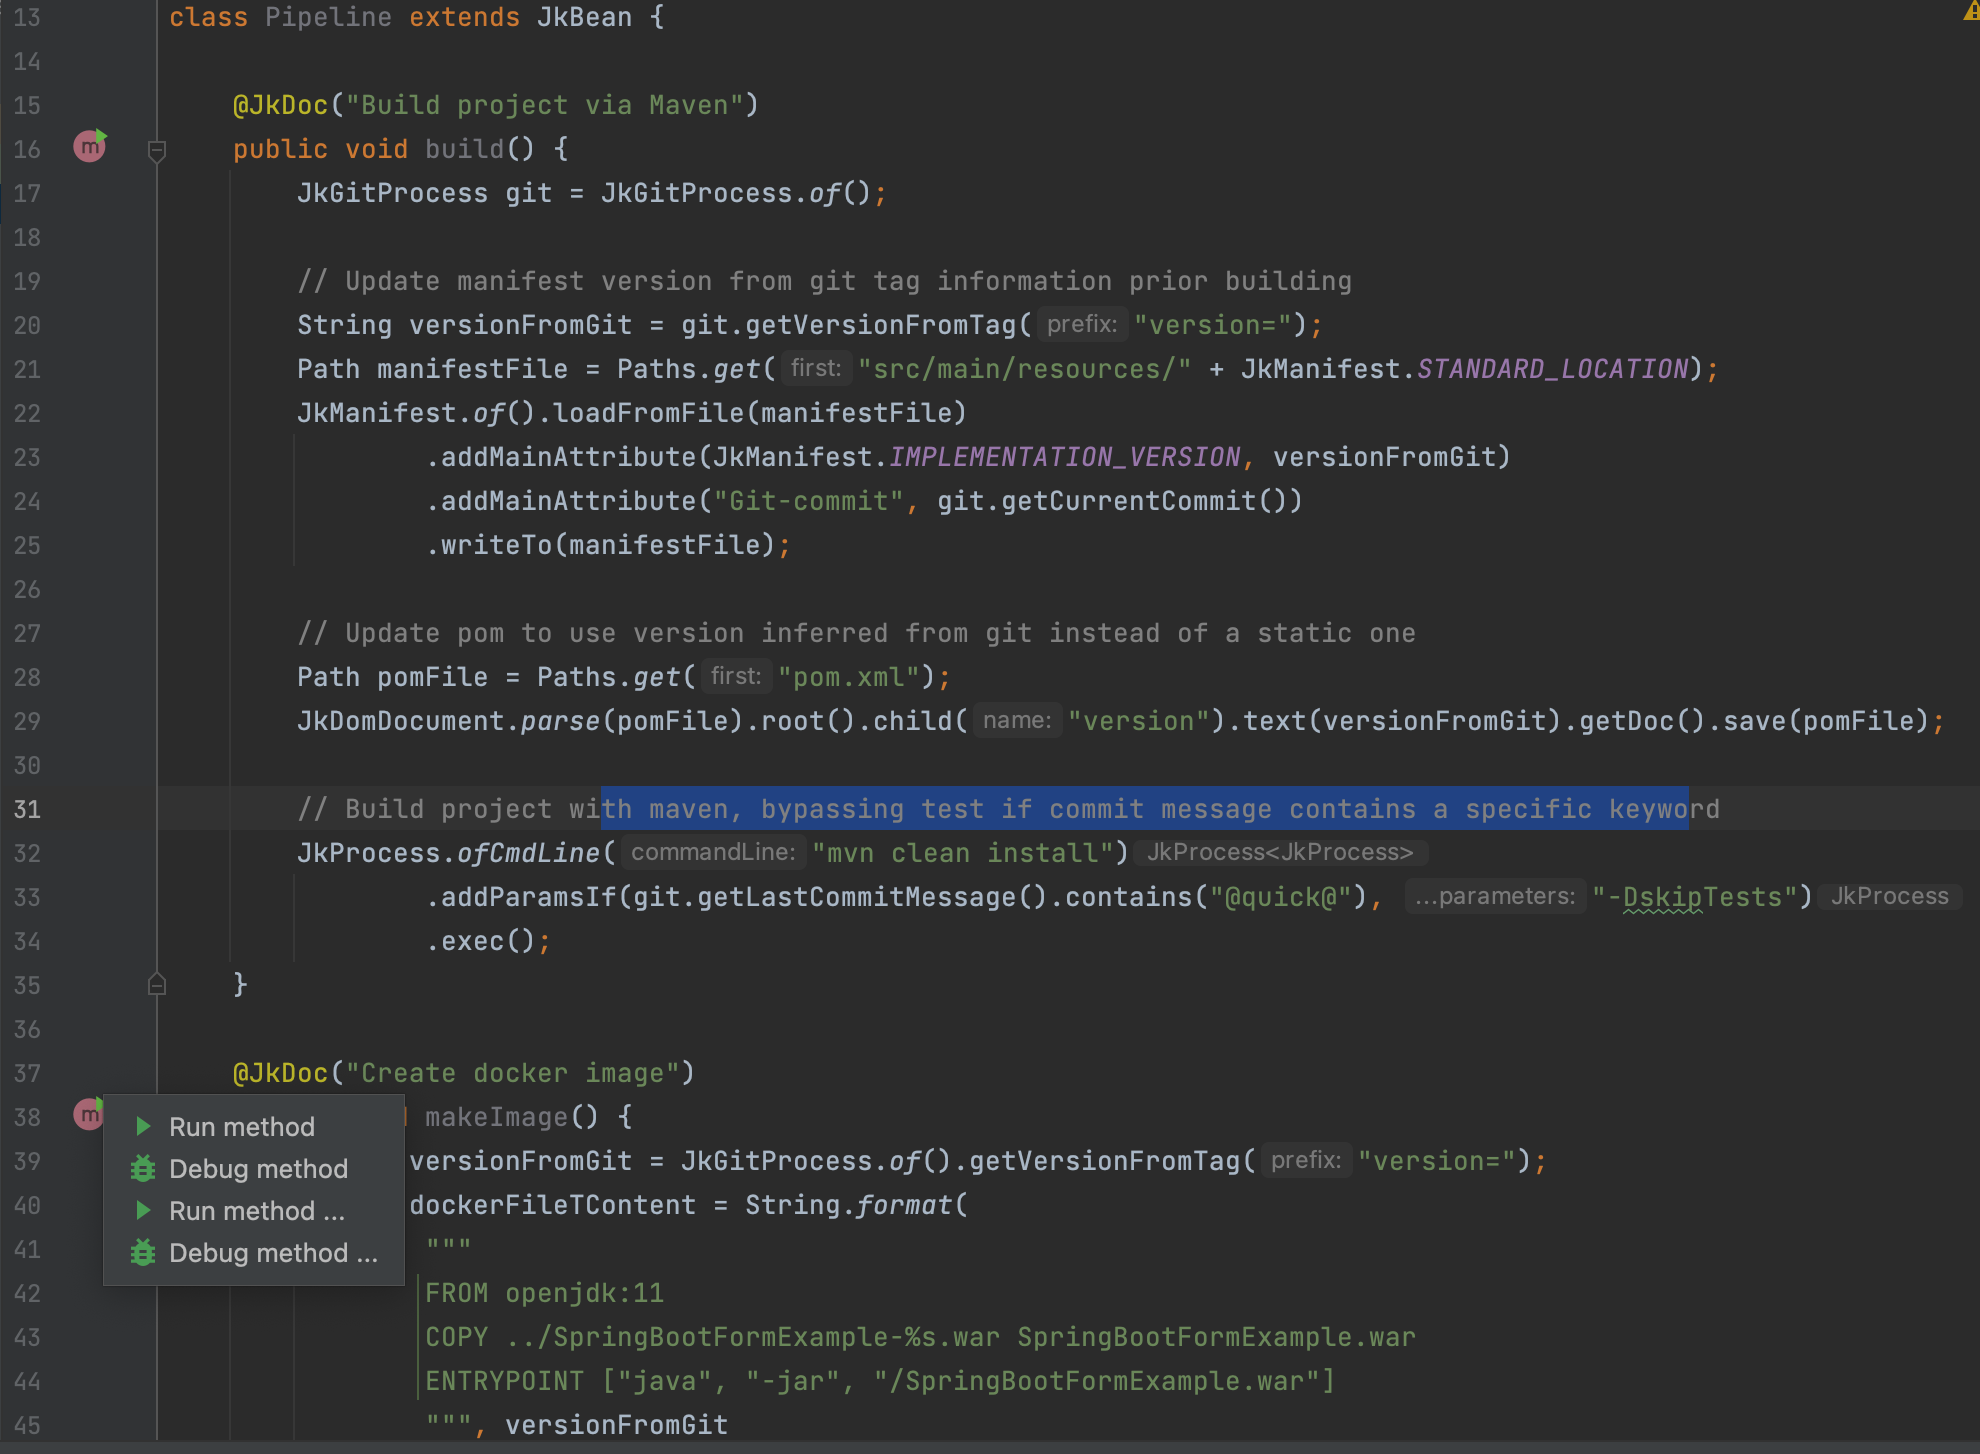 13 class Pipeline extends JkBean {
14
15 @JkDoc("Build project via Maven")
16 m public void build() {
17 JkGitProcess git = JkGitProcess.of();
18
19 // Update manifest version from git tag information prior building
20 String versionFromGit = git.getVersionFromTag( prefix: "version=");
21 Path manifestFile = Paths.get( first: "src/main/resources/" + JkManifest.STANDARD_LOCATION);
22 JkManifest.of().loadFromFile(manifestFile)
23 .addMainAttribute(JkManifest.IMPLEMENTATION_VERSION, versionFromGit)
24 .addMainAttribute("Git-commit", git.getCurrentCommit())
25 .writeTo(manifestFile);
26
27 // Update pom to use version inferred from git instead of a static one
28 Path pomFile = Paths.get( first: "pom.xml");
29 JkDomDocument.parse(pomFile).root().child( name: "version").text(versionFromGit).getDoc().save(pomFile);
30
31 // Build project with maven, bypassing test if commit message contains a specific keyword
32 JkProcess.ofCmdLine( commandLine: "mvn clean install") JkProcess<JkProcess>
33 .addParamsIf(git.getLastCommitMessage().contains("@quick@"), ...parameters: "-DskipTests") JkProcess
34 .exec();
35 }
36
37 @JkDoc("Create docker image")
38 m makeImage() {
Run method
39 versionFromGit = JkGitProcess.of().getVersionFromTag( prefix: "version=");
Debug method
40 dockerFileTContent = String.format(
Run method ...
41 """
Debug method ...
42 FROM openjdk:11
43 COPY ../SpringBootFormExample-%s.war SpringBootFormExample.war
44 ENTRYPOINT ["java", "-jar", "/SpringBootFormExample.war"]
45 """, versionFromGit